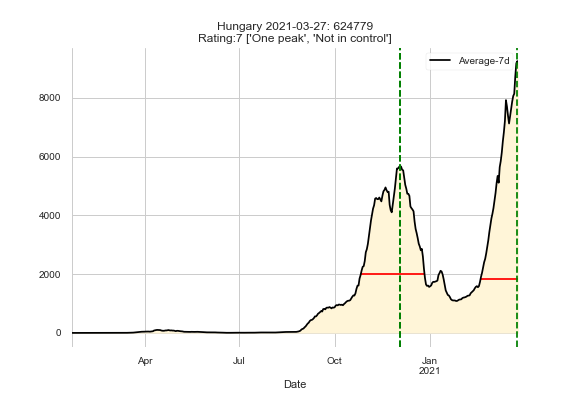 Hungary 2021-03-27: 624779
Rating:7 ['One peak', 'Not in control']
Average-7d
8000
6000
4000
2000
0
Apr
Jul
Oct
Jan
2021
Date